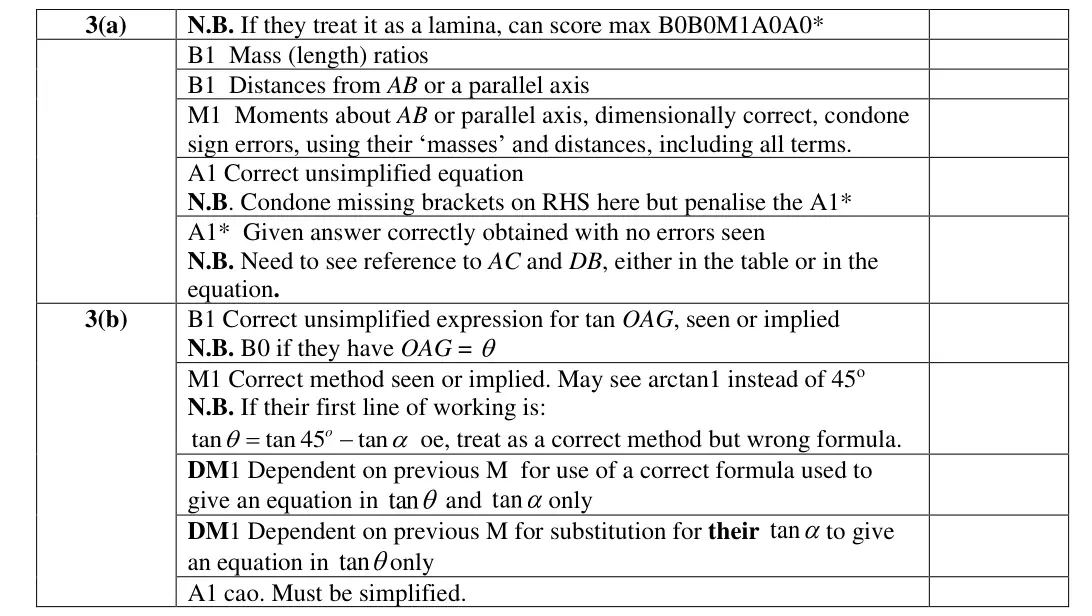 3(a) N.B. If they treat it as a lamina, can score max B0B0M1A0A0*
B1 Mass (length) ratios
B1 Distances from AB or a parallel axis
M1 Moments about AB or parallel axis, dimensionally correct, condone
sign errors, using their ‘masses’ and distances, including all terms.
A1 Correct unsimplified equation
N.B. Condone missing brackets on RHS here but penalise the A1*
A1* Given answer correctly obtained with no errors seen
N.B. Need to see reference to AC and DB, either in the table or in the
equation.
3(b) B1 Correct unsimplified expression for tan OAG, seen or implied
N.B. B0 if they have OAG = θ
M1 Correct method seen or implied. May see arctan1 instead of 45º
N.B. If their first line of working is:
tan θ = tan 45º − tan α oe, treat as a correct method but wrong formula.
DM1 Dependent on previous M for use of a correct formula used to
give an equation in tan θ and tan α only
DM1 Dependent on previous M for substitution for their tan α to give
an equation in tan θ only
A1 cao. Must be simplified.